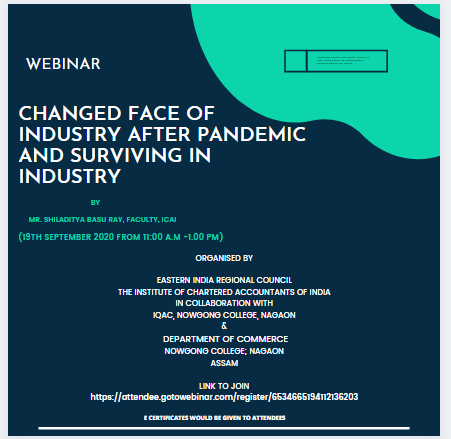 WEBINAR
CHANGED FACE OF
INDUSTRY AFTER PANDEMIC
AND SURVIVING IN
INDUSTRY
BY
MR. SHILADITYA BASU RAY, FACULTY, ICAI
(19TH SEPTEMBER 2020 FROM 11:00 A.M -1.00 PM)
ORGANISED BY
EASTERN INDIA REGIONAL COUNCIL
THE INSTITUTE OF CHARTERED ACCOUNTANTS OF INDIA
IN COLLABORATION WITH
IQAC, NOWGONG COLLEGE, NAGAON
&
DEPARTMENT OF COMMERCE
NOWGONG COLLEGE; NAGAON
ASSAM
LINK TO JOIN
https://attendee.gotowebinar.com/register/6534665194112136203
E CERTIFICATES WOULD BE GIVEN TO ATTENDEES